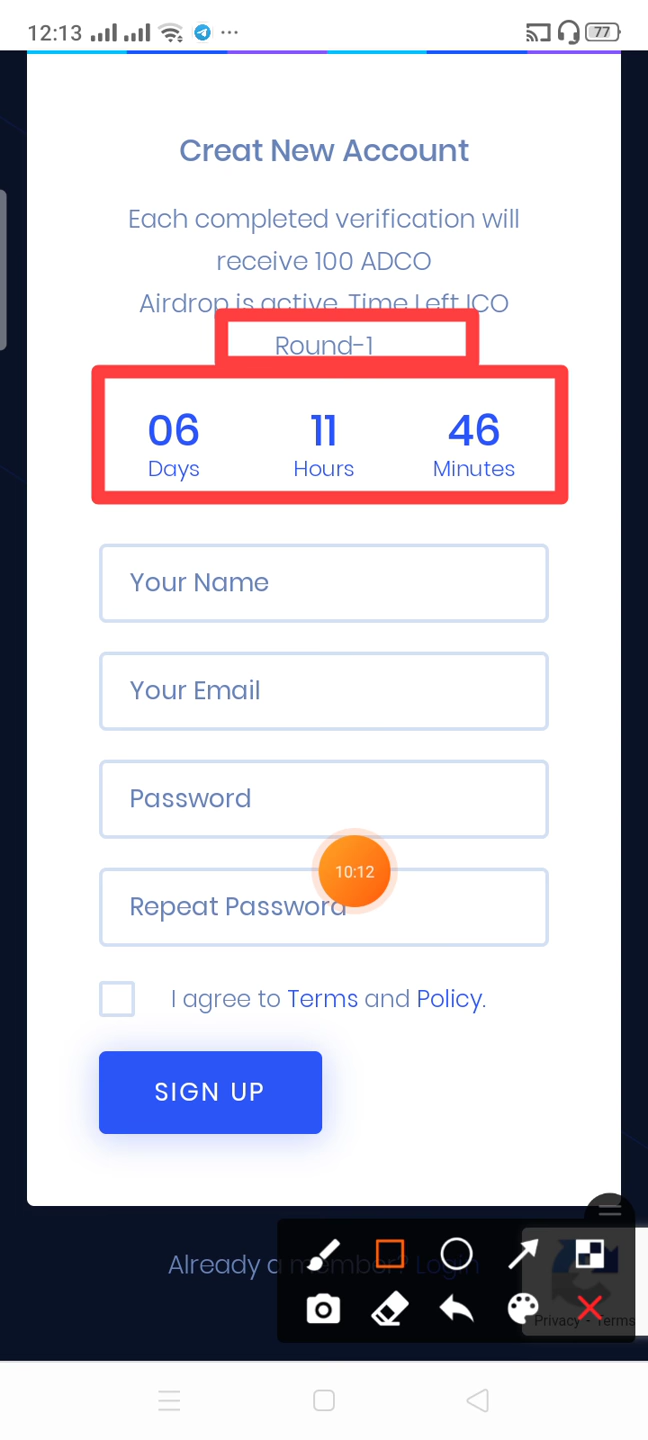 12:13
77
Creat New Account
Each completed verification will
receive 100 ADCO
Airdrop is active. Time Left ICO
Round-1
06 11 46
Days Hours Minutes
Your Name
Your Email
Password
10:12
Repeat Password
I agree to Terms and Policy.
SIGN UP
Already a member? Login
Privacy - Terms